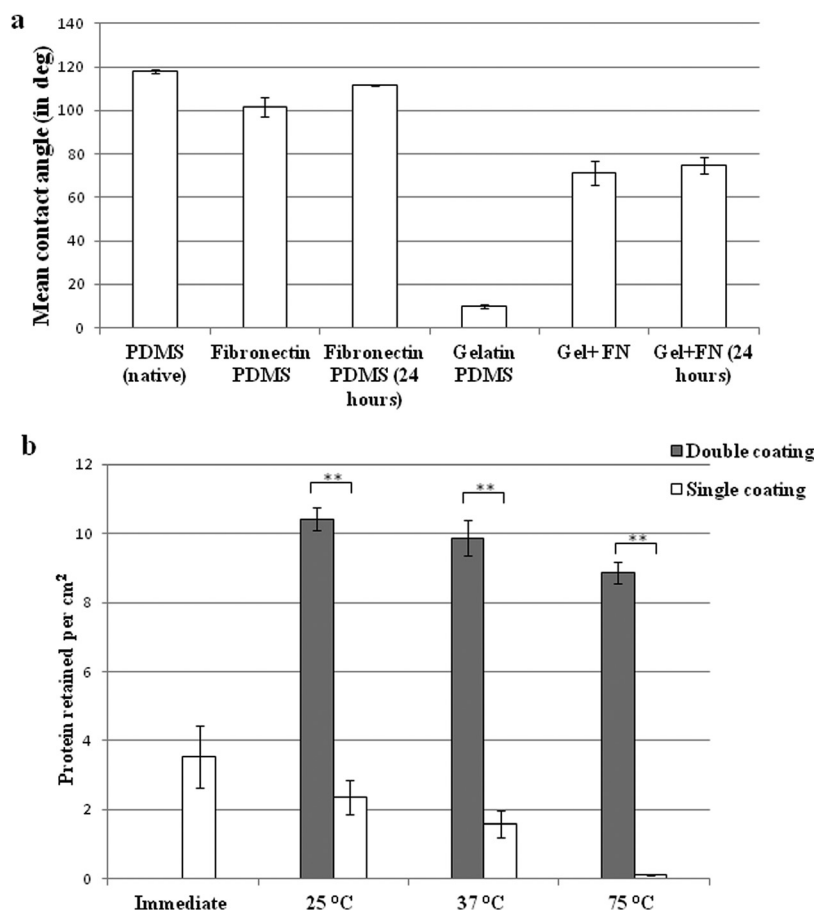 a
Mean contact angle (in deg)
140
120
100
80
60
40
20
0
PDMS (native)
Fibronectin PDMS
Fibronectin PDMS (24 hours)
Gelatin PDMS
Gel+ FN
Gel+FN (24 hours)
b
Double coating
Single coating
Protein retained per cm²
12
10
8
6
4
2
0
**
**
**
Immediate
25 °C
37 °C
75 °C